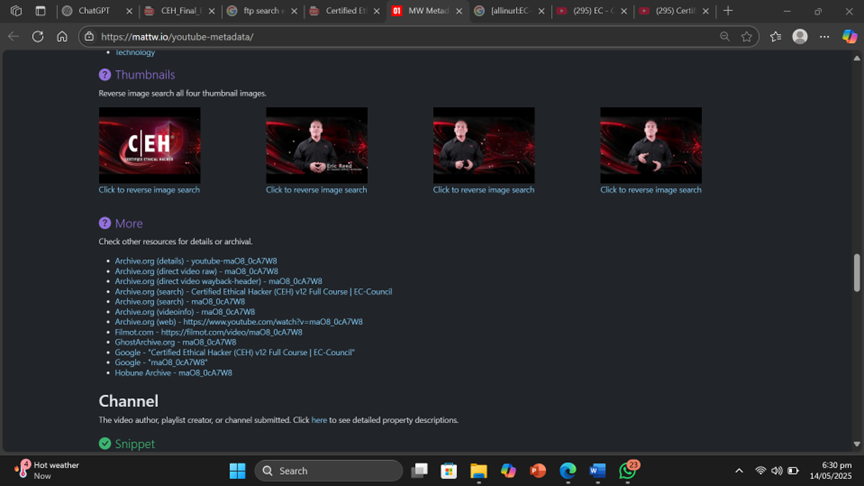 ChatGPT
CEH_Final_
ftp search o
Certified Et
MW Metad
[allinurl:EC-
(295) EC - C
(295) Certif
https://mattw.io/youtube-metadata/
Technology
Thumbnails
Reverse image search all four thumbnail images.
C|EH
CERTIFIED ETHICAL HACKER
Eric Reed
Click to reverse image search
Click to reverse image search
Click to reverse image search
Click to reverse image search
More
Check other resources for details or archival.
Archive.org (details) - youtube-maO8_0cA7W8
Archive.org (direct video raw) - maO8_0cA7W8
Archive.org (direct video wayback-header) - maO8_0cA7W8
Archive.org (search) - Certified Ethical Hacker (CEH) v12 Full Course | EC-Council
Archive.org (search) - maO8_0cA7W8
Archive.org (videoinfo) - maO8_0cA7W8
Archive.org (web) - https://www.youtube.com/watch?v=maO8_0cA7W8
Filmot.com - https://filmot.com/video/maO8_0cA7W8
GhostArchive.org - maO8_0cA7W8
Google - "Certified Ethical Hacker (CEH) v12 Full Course | EC-Council"
Google - "maO8_0cA7W8"
Hobune Archive - maO8_0cA7W8
Channel
The video author, playlist creator, or channel submitted. Click here to see detailed property descriptions.
Snippet
4
Hot weather
Now
Search
23
6:30 pm
14/05/2025